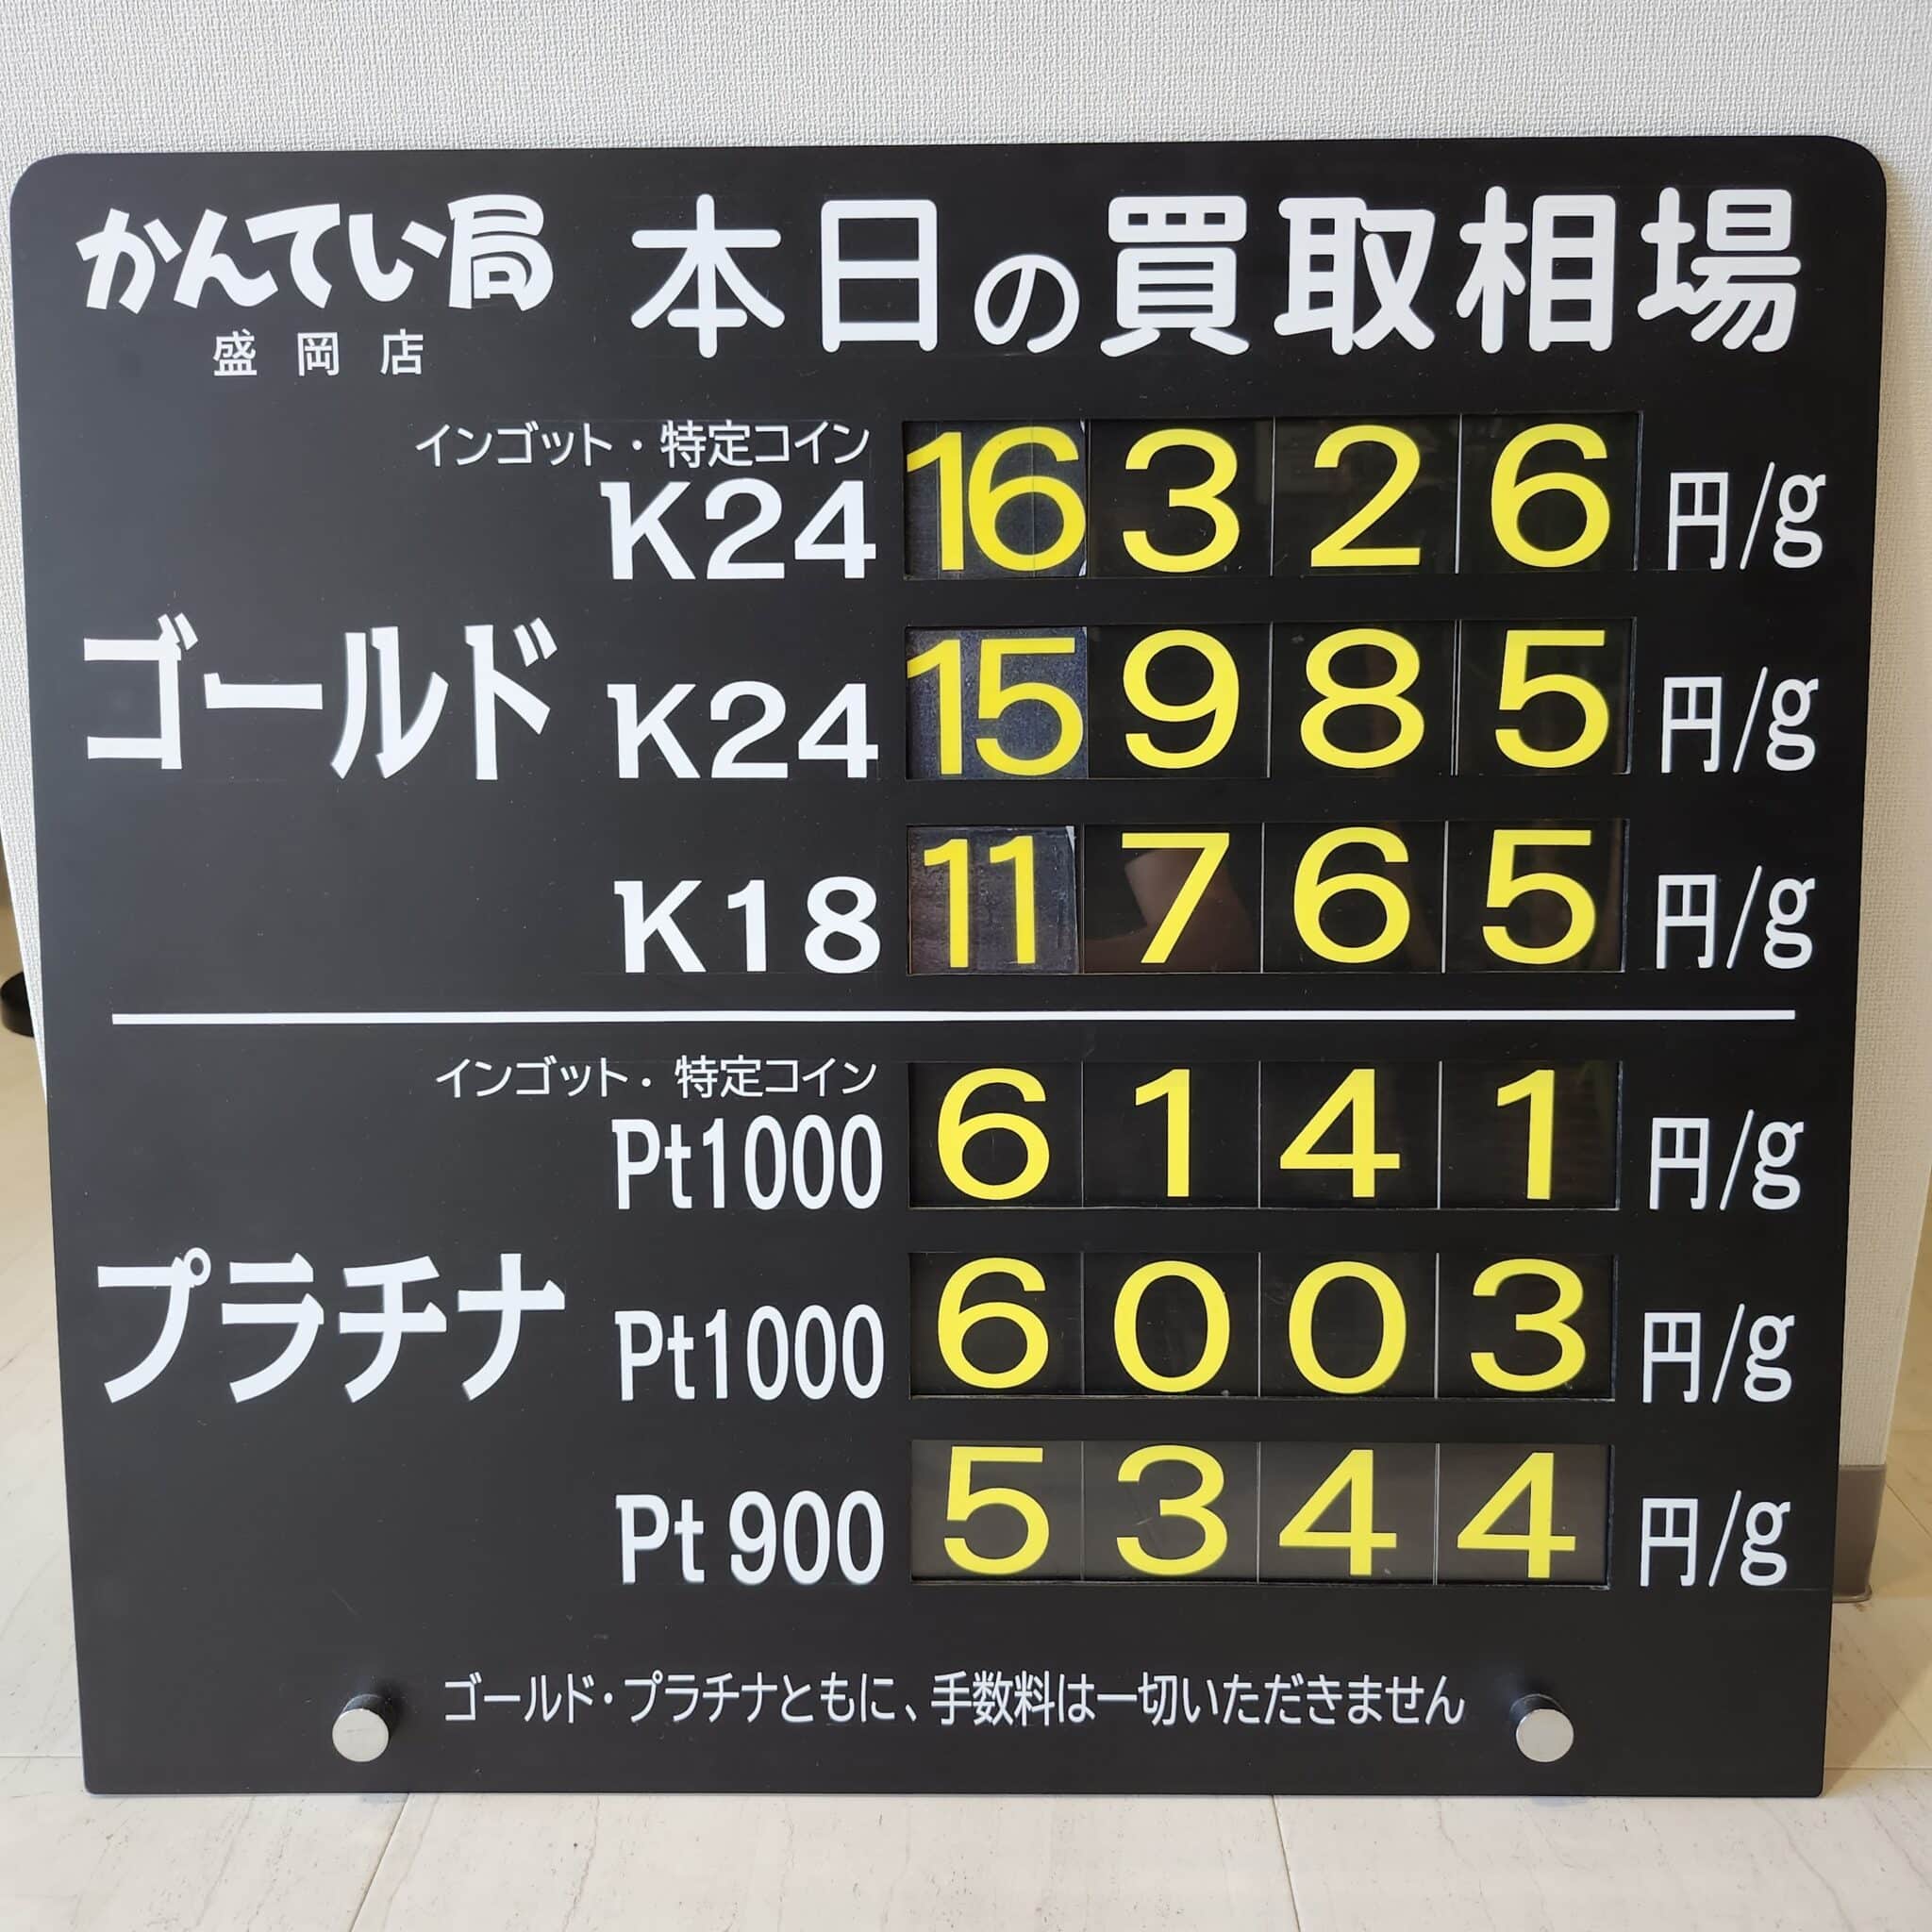 かんてい局 本日の買取相場
盛岡店
インゴット・特定コイン
K24 16326 円/g
ゴールド K24 15985 円/g
K18 11765 円/g
インゴット・特定コイン
Pt1000 6141 円/g
プラチナ Pt1000 6003 円/g
Pt900 5344 円/g
ゴールド・プラチナともに、手数料は一切いただきません